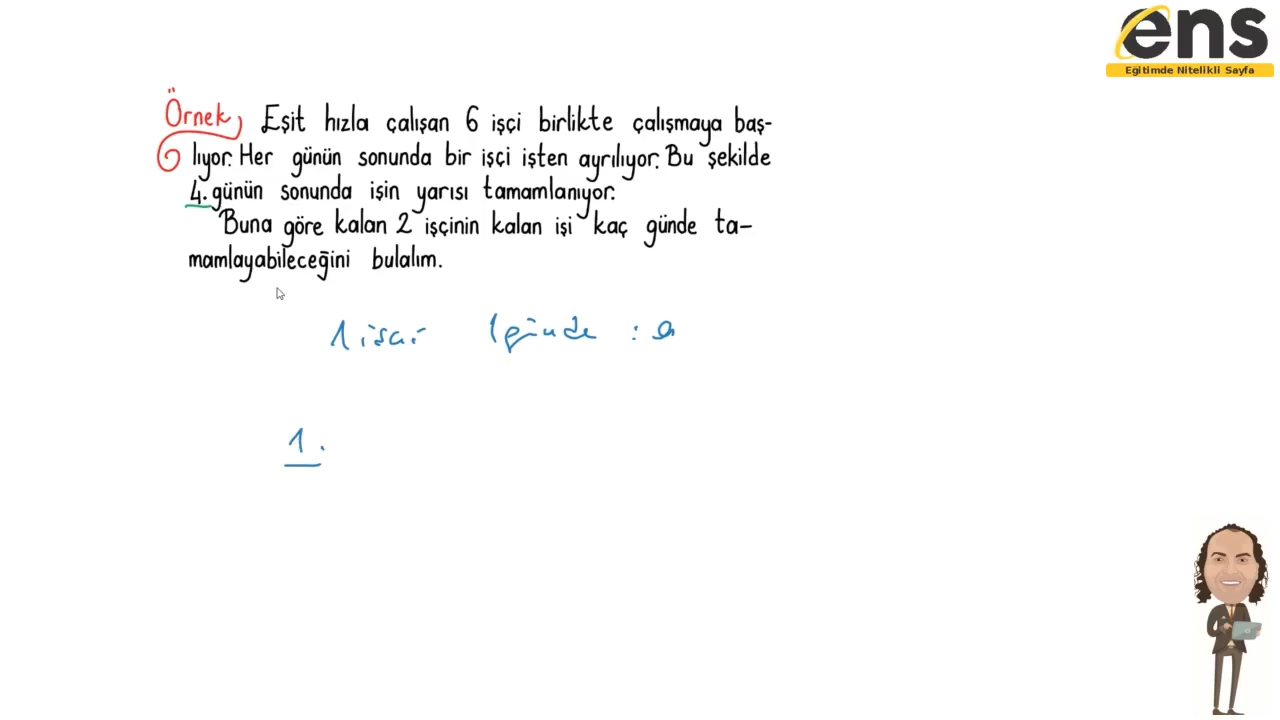 ens
Eğitimde Nitelikli Sayfa
Örnek, Eşit hızla çalışan 6 işçi birlikte çalışmaya baş-
lıyor. Her günün sonunda bir işçi işten ayrılıyor. Bu şekilde
4. günün sonunda işin yarısı tamamlanıyor.
Buna göre kalan 2 işçinin kalan işi kaç günde ta-
mamlayabileceğini bulalım.
1 işçi 1 günde : a
1.